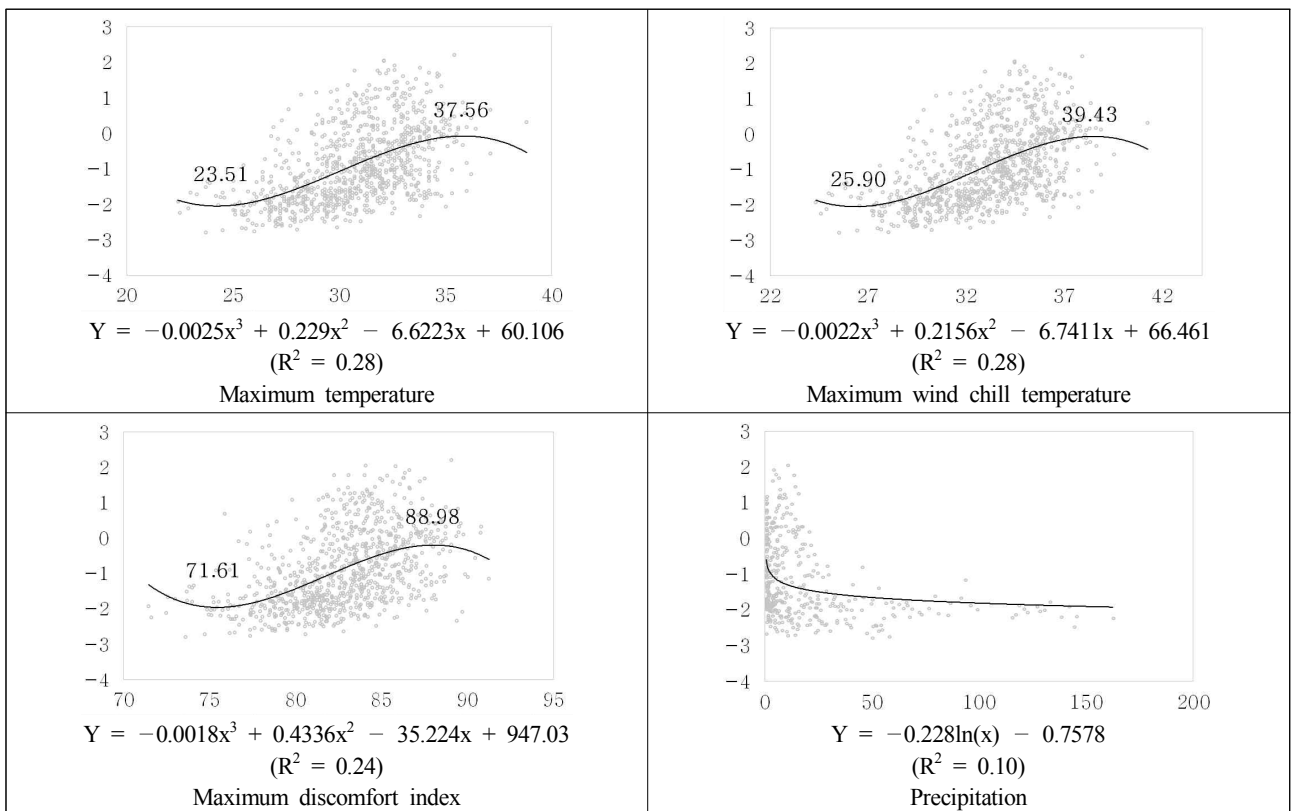 3
2
1
0
−1
−2
−3
−4
23.51
37.56
20 25 30 35 40
Y = −0.0025x³ + 0.229x² − 6.6223x + 60.106
(R² = 0.28)
Maximum temperature
3
2
1
0
−1
−2
−3
−4
25.90
39.43
22 27 32 37 42
Y = −0.0022x³ + 0.2156x² − 6.7411x + 66.461
(R² = 0.28)
Maximum wind chill temperature
3
2
1
0
−1
−2
−3
−4
71.61
88.98
70 75 80 85 90 95
Y = −0.0018x³ + 0.4336x² − 35.224x + 947.03
(R² = 0.24)
Maximum discomfort index
3
2
1
0
−1
−2
−3
−4
0 50 100 150 200
Y = −0.228ln(x) − 0.7578
(R² = 0.10)
Precipitation